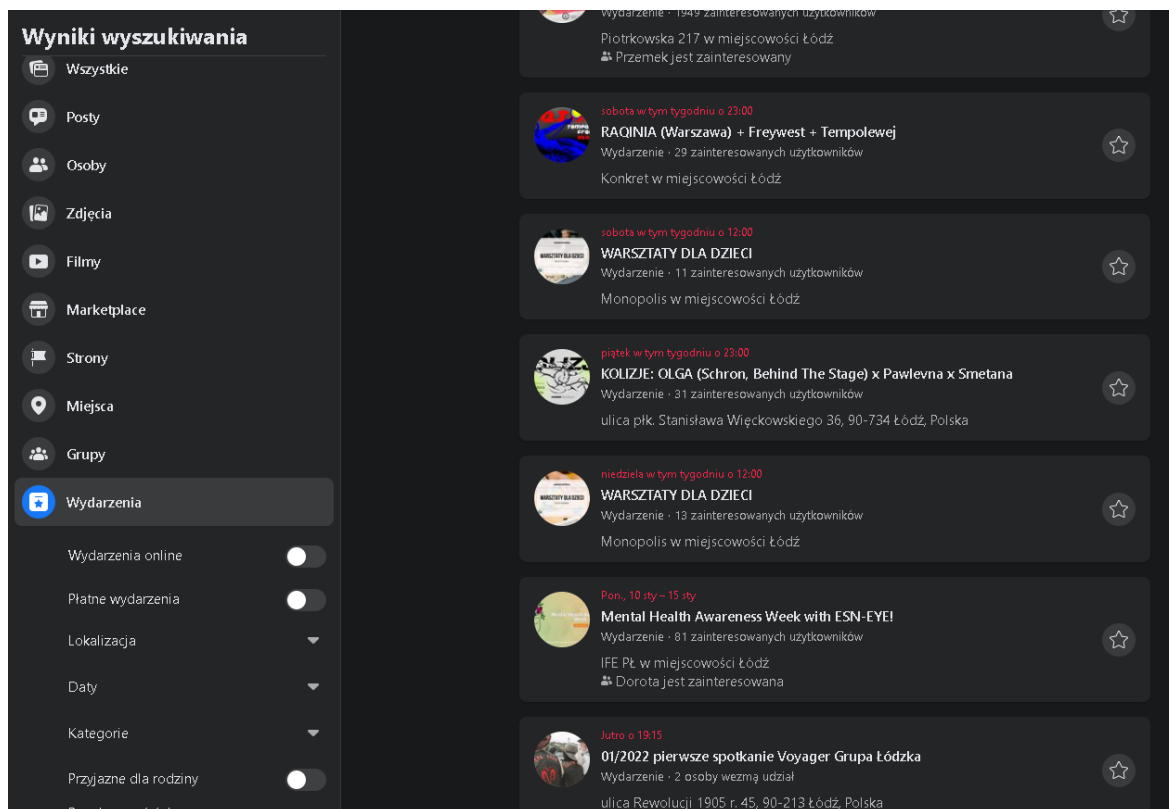 Wyniki wyszukiwania
Wszystkie
Posty
Osoby
Zdjęcia
Filmy
Marketplace
Strony
Miejsca
Grupy
Wydarzenia
Wydarzenia online
Płatne wydarzenia
Lokalizacja
Daty
Kategorie
Przyjazne dla rodziny
Wydarzenie · 1949 zainteresowanych użytkowników
Piotrkowska 217 w miejscowości Łódź
Przemek jest zainteresowany
sobota w tym tygodniu o 23:00
RAQINIA (Warszawa) + Freywest + Tempolewej
Wydarzenie · 29 zainteresowanych użytkowników
Konkret w miejscowości Łódź
sobota w tym tygodniu o 12:00
WARSZTATY DLA DZIECI
WARSZTATY DLA DZIECI
Wydarzenie · 11 zainteresowanych użytkowników
Monopolis w miejscowości Łódź
piątek w tym tygodniu o 23:00
KOLIZJE: OLGA (Schron, Behind The Stage) x Pawlevna x Smetana
Wydarzenie · 31 zainteresowanych użytkowników
ulica płk. Stanisława Więckowskiego 36, 90-734 Łódź, Polska
niedziela w tym tygodniu o 12:00
WARSZTATY DLA DZIECI
WARSZTATY DLA DZIECI
Wydarzenie · 13 zainteresowanych użytkowników
Monopolis w miejscowości Łódź
Pon., 10 sty – 15 sty
Mental Health Awareness Week with ESN-EYE!
Wydarzenie · 81 zainteresowanych użytkowników
IFE PŁ w miejscowości Łódź
Dorota jest zainteresowana
Jutro o 19:15
01/2022 pierwsze spotkanie Voyager Grupa Łódzka
Wydarzenie · 2 osoby wezmą udział
ulica Rewolucji 1905 r. 45, 90-213 Łódź, Polska